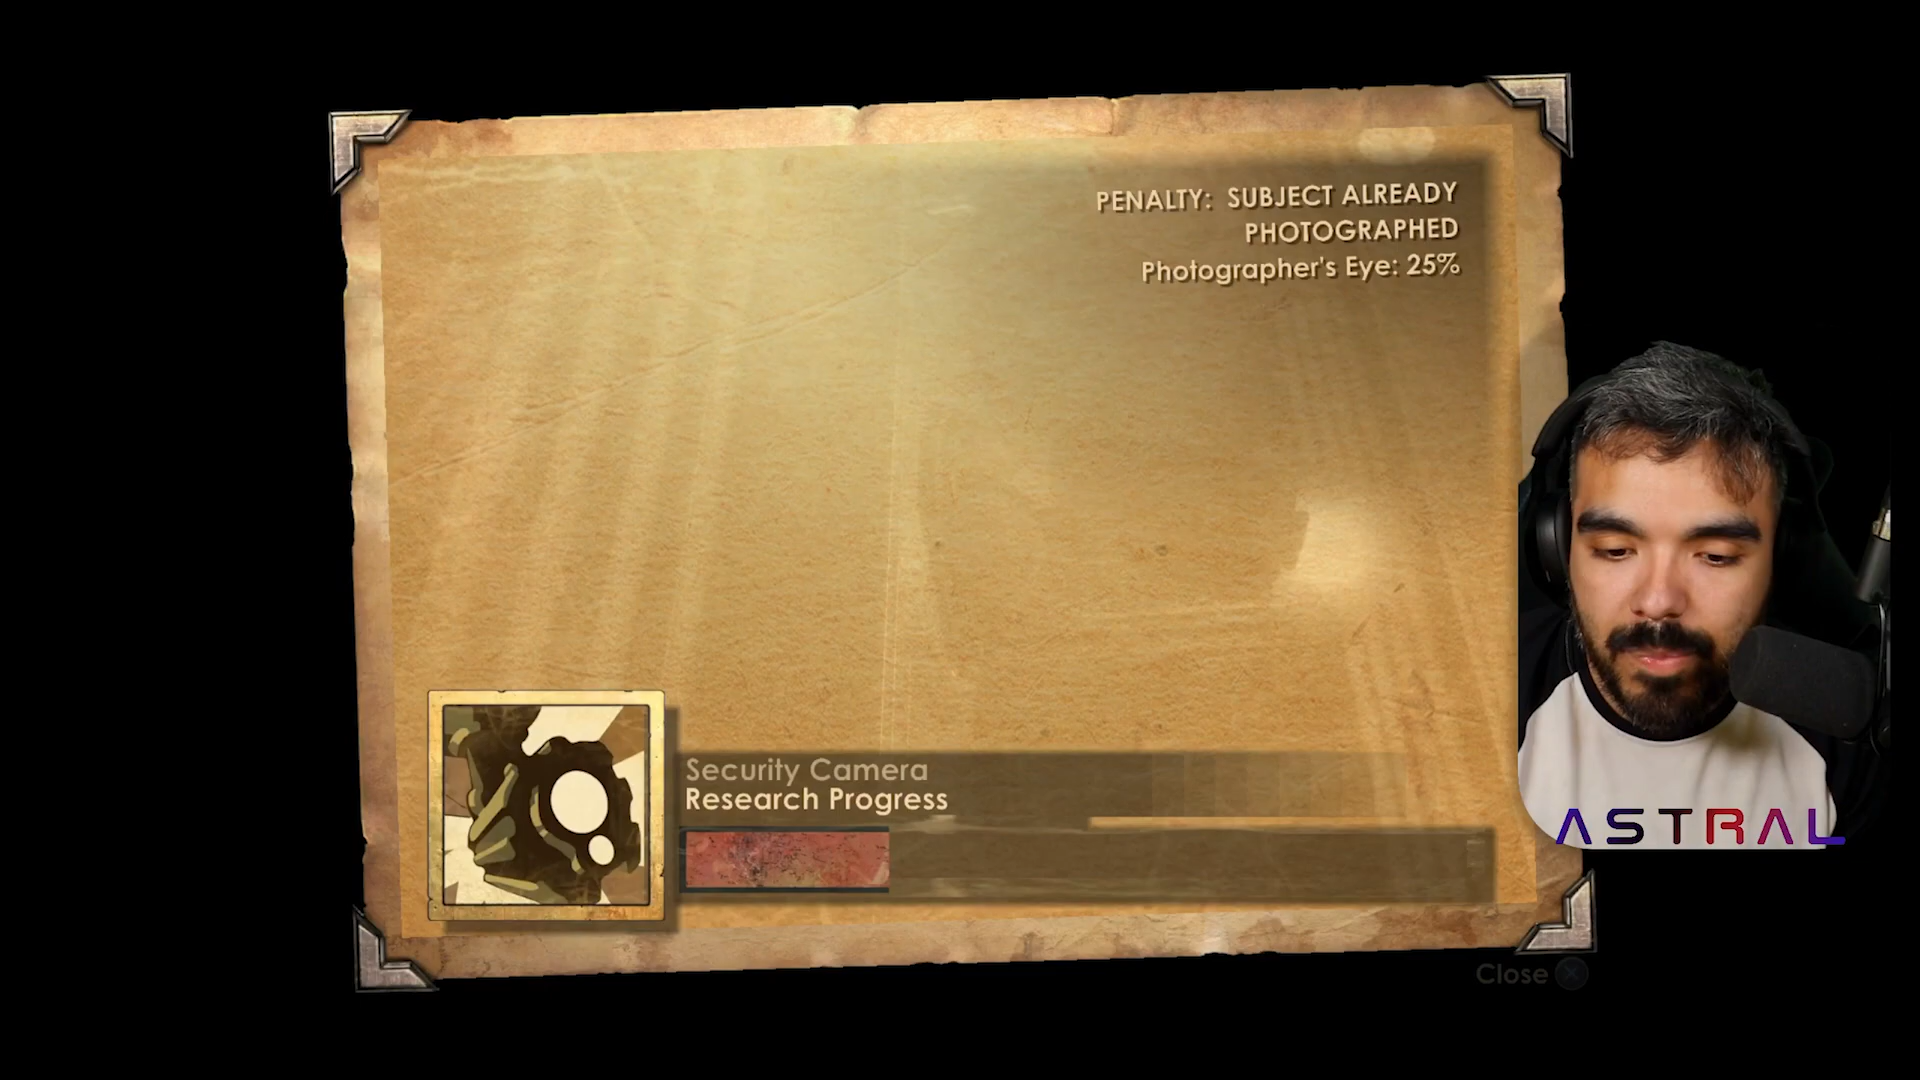 PENALTY: SUBJECT ALREADY
PHOTOGRAPHED
Photographer's Eye: 25%
Security Camera
Research Progress
ASTRAL
Close